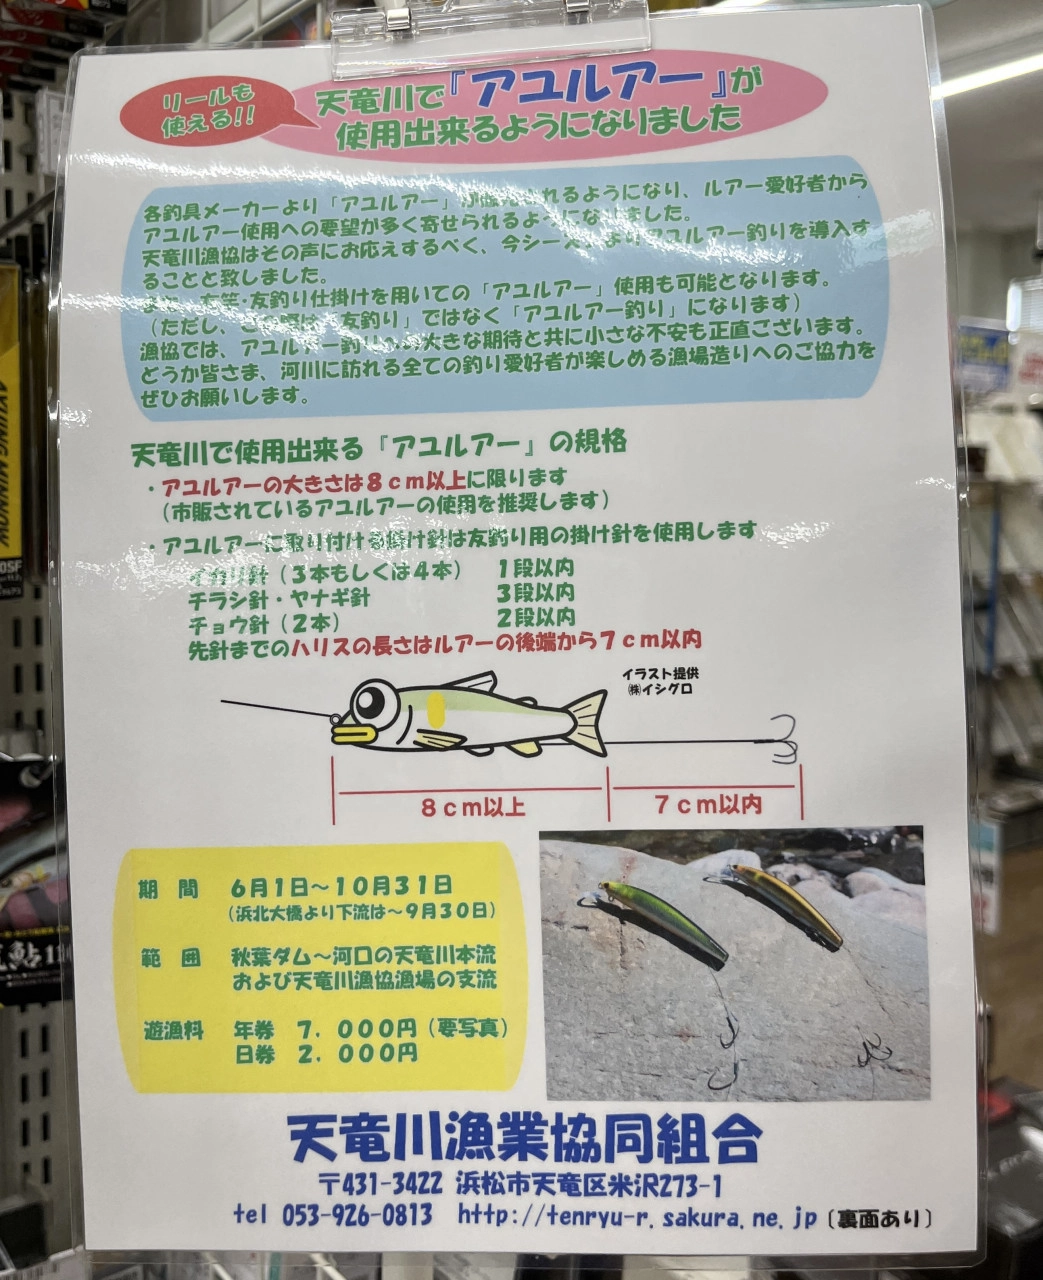 リールも
使える!!
天竜川で『アユルアー』が
使用出来るようになりました
各釣具メーカーより「アユルアー」が れるようになり、ルアー愛好者から
アユルアー使用への要望が多く寄せられるようになりました。
天竜川漁協はその声にお応えするべく、今シーズンよりアユルアー釣りを導入す
ることと致しました。
友竿・友釣り仕掛けを用いての「アユルアー」使用も可能となります。
(ただし、この際は「友釣り」ではなく「アユルアー釣り」になります)
漁協では、アユルアー釣りへの大きな期待と共に小さな不安も正直ございます。
どうか皆さま、河川に訪れる全ての釣り愛好者が楽しめる漁場造りへのご協力を
ぜひお願いします。
天竜川で使用出来る『アユルアー』の規格
・アユルアーの大きさは8cm以上に限ります
(市販されているアユルアーの使用を推奨します)
・アユルアーに取り付ける掛け針は友釣り用の掛け針を使用します
イカリ針(3本もしくは4本) 1段以内
チラシ針・ヤナギ針 3段以内
チョウ針(2本) 2段以内
先針までのハリスの長さはルアーの後端から7cm以内
イラスト提供
㈱イシグロ
8cm以上 7cm以内
期 間 6月1日~10月31日
(浜北大橋より下流は~9月30日)
範 囲 秋葉ダム~河口の天竜川本流
および天竜川漁協漁場の支流
遊漁料 年券 7.000円(要写真)
日券 2.000円
天竜川漁業協同組合
〒431-3422 浜松市天竜区米沢273-1
tel 053-926-0813 http://tenryu-r.sakura.ne.jp (裏面あり)